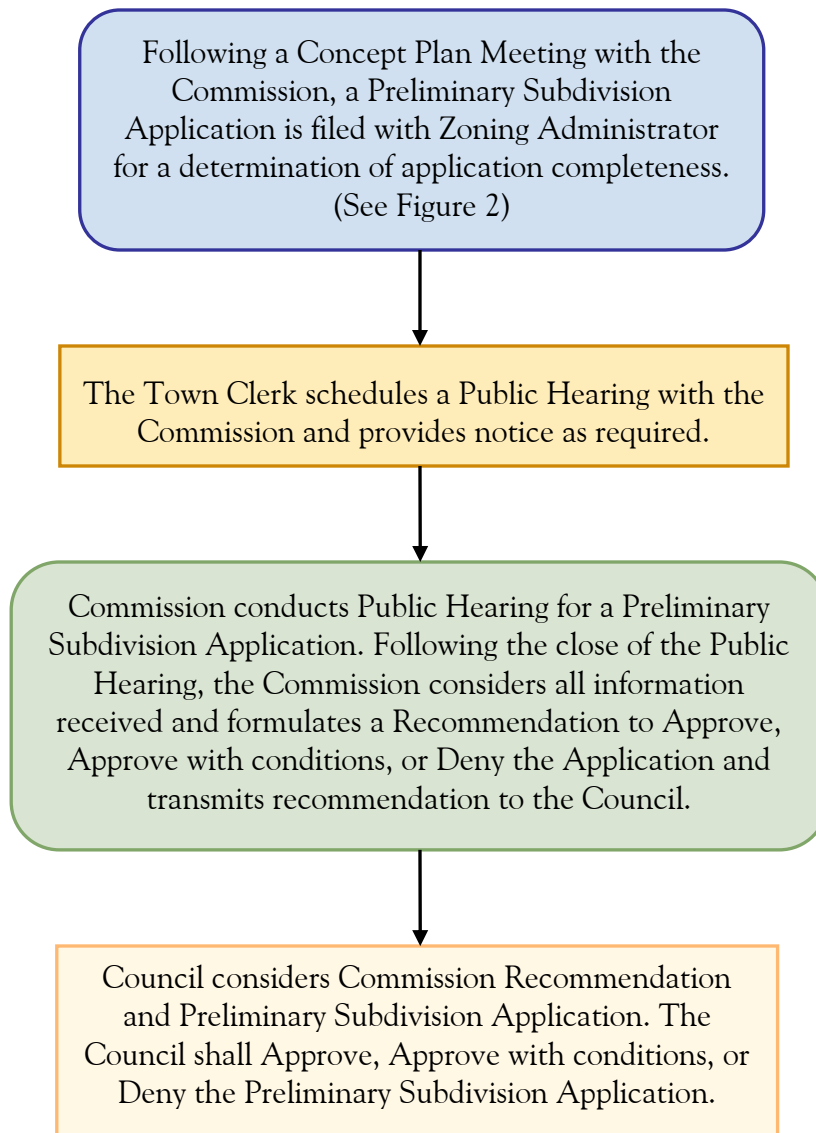 Following a Concept Plan Meeting with the
Commission, a Preliminary Subdivision
Application is filed with Zoning Administrator
for a determination of application completeness.
(See Figure 2)
The Town Clerk schedules a Public Hearing with the
Commission and provides notice as required.
Commission conducts Public Hearing for a Preliminary
Subdivision Application. Following the close of the Public
Hearing, the Commission considers all information
received and formulates a Recommendation to Approve,
Approve with conditions, or Deny the Application and
transmits recommendation to the Council.
Council considers Commission Recommendation
and Preliminary Subdivision Application. The
Council shall Approve, Approve with conditions, or
Deny the Preliminary Subdivision Application.